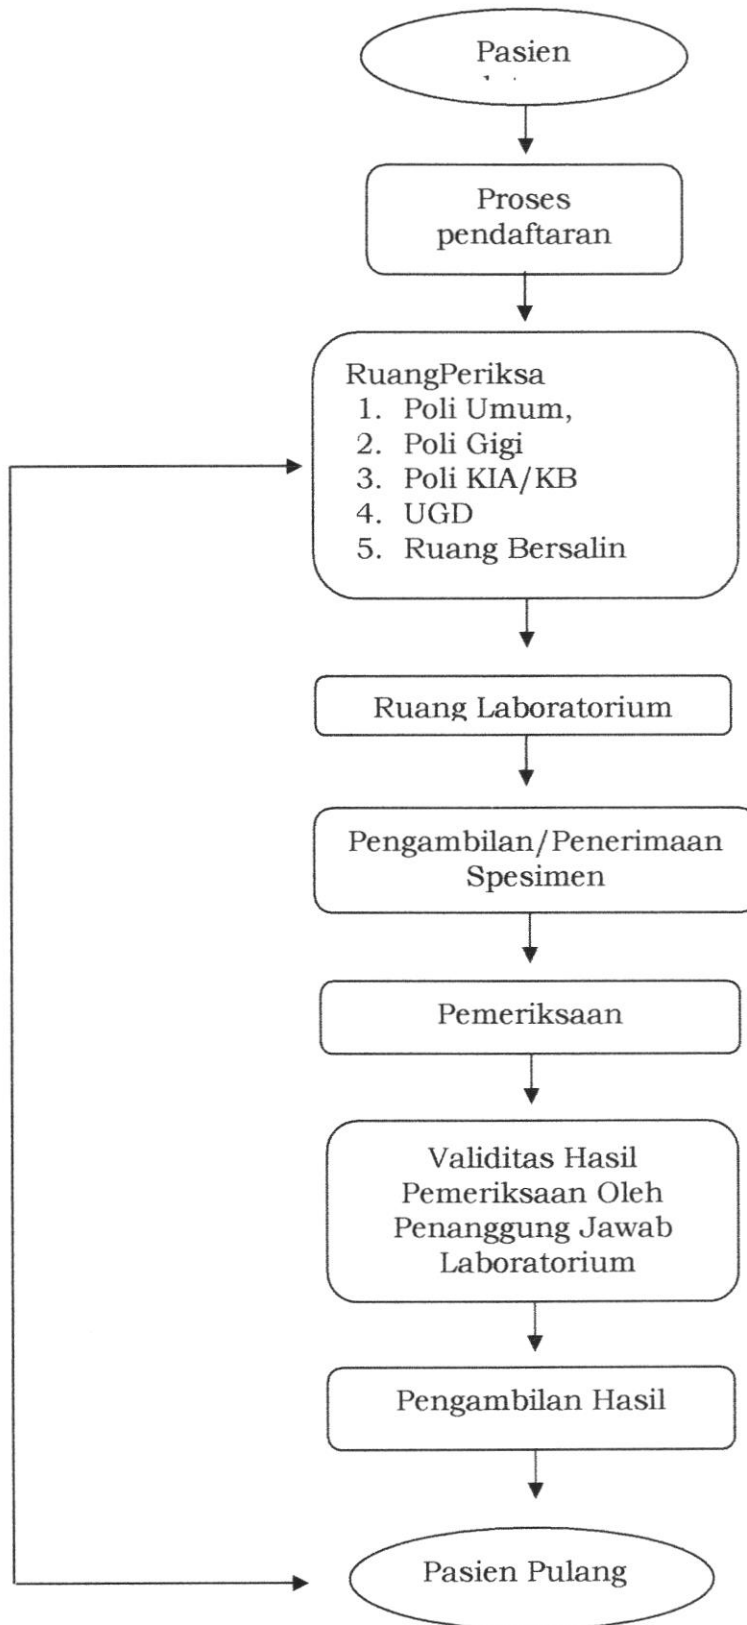 Pasien
Proses
pendaftaran
RuangPeriksa
1. Poli Umum,
2. Poli Gigi
3. Poli KIA/KB
4. UGD
5. Ruang Bersalin
Ruang Laboratorium
Pengambilan/Penerimaan
Spesimen
Pemeriksaan
Validitas Hasil
Pemeriksaan Oleh
Penanggung Jawab
Laboratorium
Pengambilan Hasil
Pasien Pulang